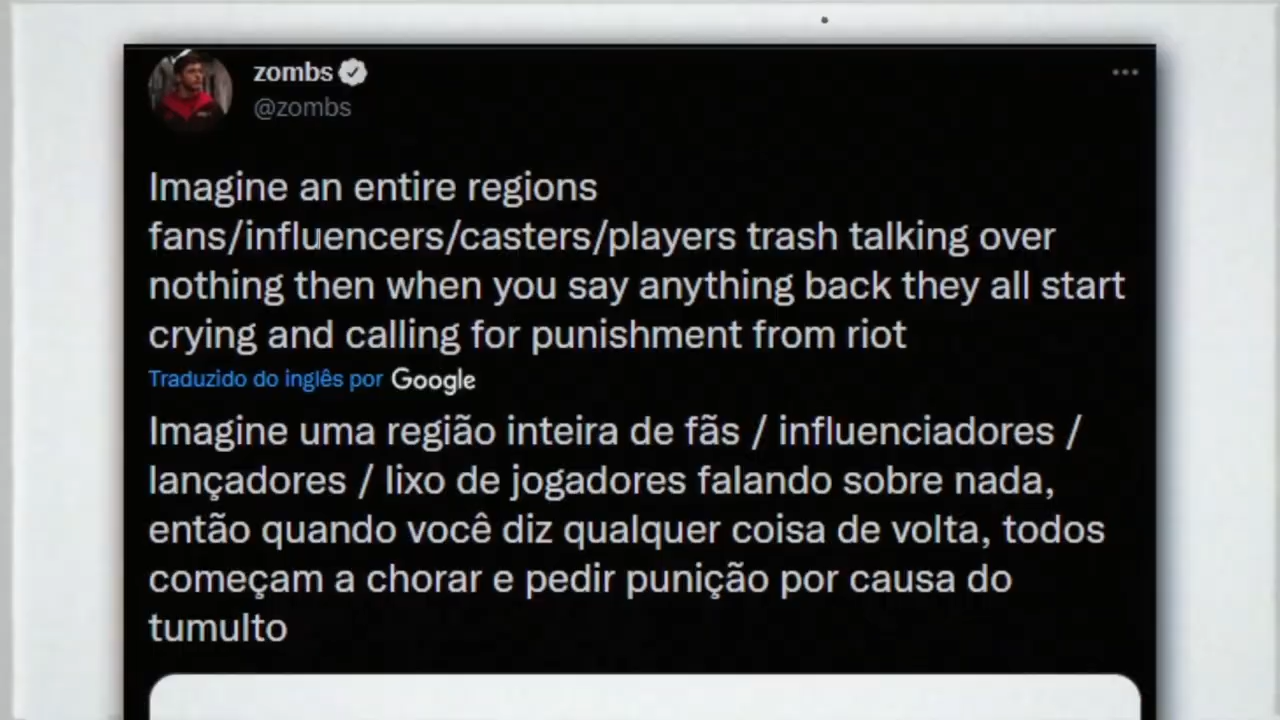 zombs
@zombs
Imagine an entire regions
fans/influencers/casters/players trash talking over
nothing then when you say anything back they all start
crying and calling for punishment from riot
Traduzido do inglês por Google
Imagine uma região inteira de fãs / influenciadores /
lançadores / lixo de jogadores falando sobre nada,
então quando você diz qualquer coisa de volta, todos
começam a chorar e pedir punição por causa do
tumulto